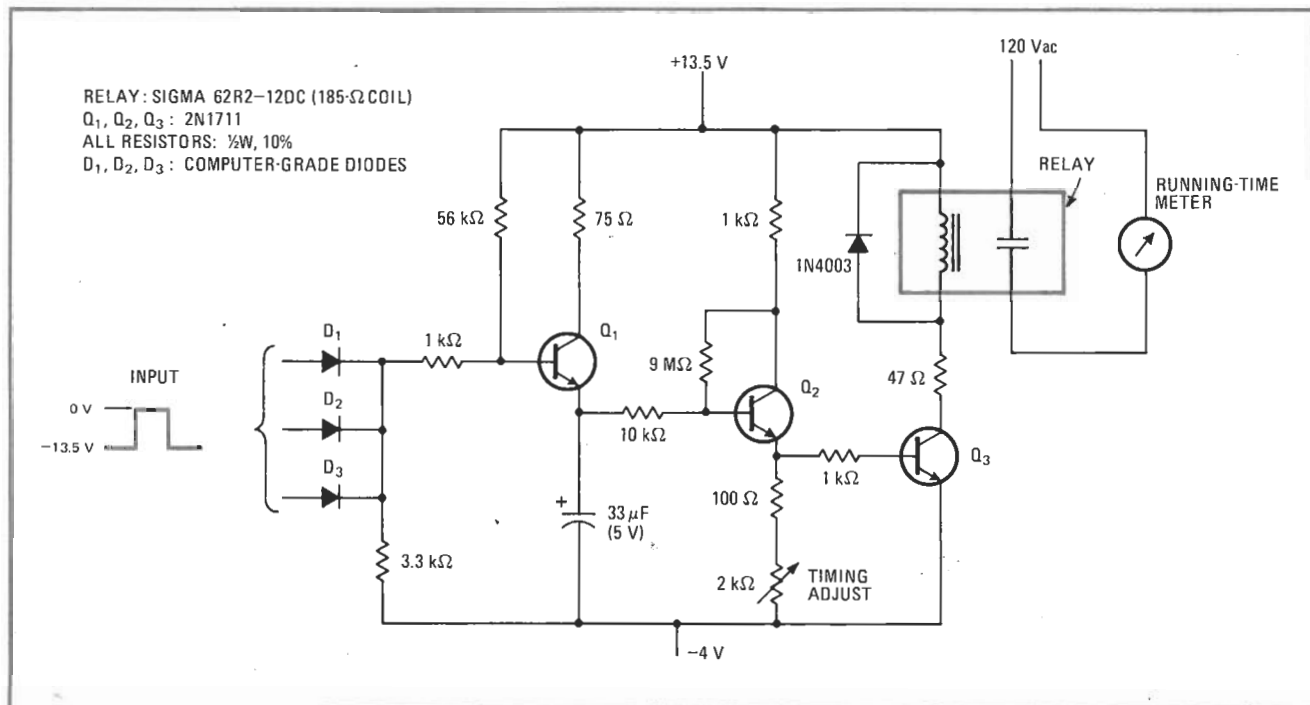 RELAY: SIGMA 62R2-12DC (185-Ω COIL)
Q1, Q2, Q3: 2N1711
ALL RESISTORS: ½W, 10%
D1, D2, D3: COMPUTER-GRADE DIODES
+13.5 V
120 Vac
RELAY
RUNNING-TIME
METER
56 kΩ
75 Ω
1 kΩ
1N4003
INPUT
0 V
-13.5 V
D1
D2
D3
1 kΩ
Q1
9 MΩ
47 Ω
Q2
10 kΩ
Q3
1 kΩ
100 Ω
+
33 µF
(5 V)
3.3 kΩ
2 kΩ
TIMING
ADJUST
-4 V